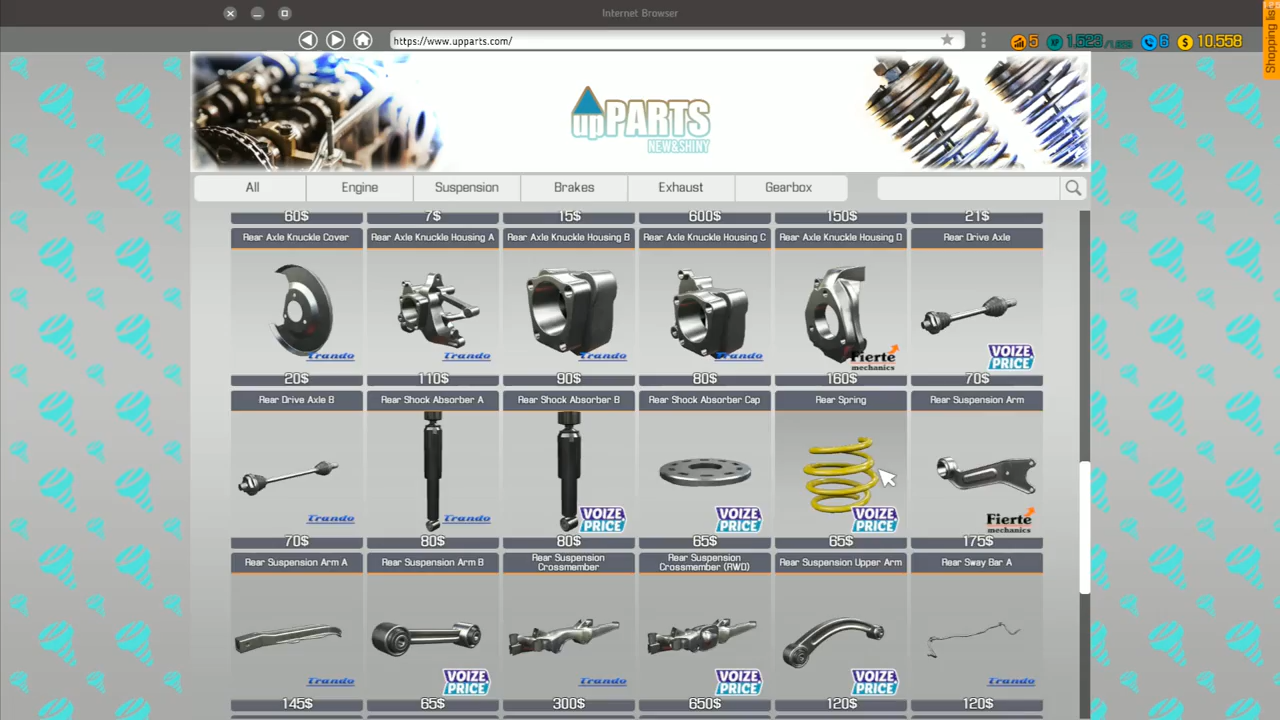 Internet Browser
https://www.upparts.com/
5 1,523 6 $ 10,558
Shopping list
upPARTS
NEW&SHINY
All Engine Suspension Brakes Exhaust Gearbox
60$ 7$ 15$ 600$ 150$ 21$
Rear Axle Knuckle Cover Rear Axle Knuckle Housing A Rear Axle Knuckle Housing B Rear Axle Knuckle Housing C Rear Axle Knuckle Housing D Rear Drive Axle
Trando Trando Trando Trando Fierte mechanics VOIZE PRICE
20$ 110$ 90$ 80$ 160$ 70$
Rear Drive Axle B Rear Shock Absorber A Rear Shock Absorber B Rear Shock Absorber Cap Rear Spring Rear Suspension Arm
Trando Trando VOIZE PRICE VOIZE PRICE VOIZE PRICE Fierte mechanics
70$ 80$ 80$ 65$ 65$ 175$
Rear Suspension Arm A Rear Suspension Arm B Rear Suspension Crossmember Rear Suspension Crossmember (RWD) Rear Suspension Upper Arm Rear Sway Bar A
Trando VOIZE PRICE Trando VOIZE PRICE VOIZE PRICE Trando
145$ 65$ 300$ 650$ 120$ 120$